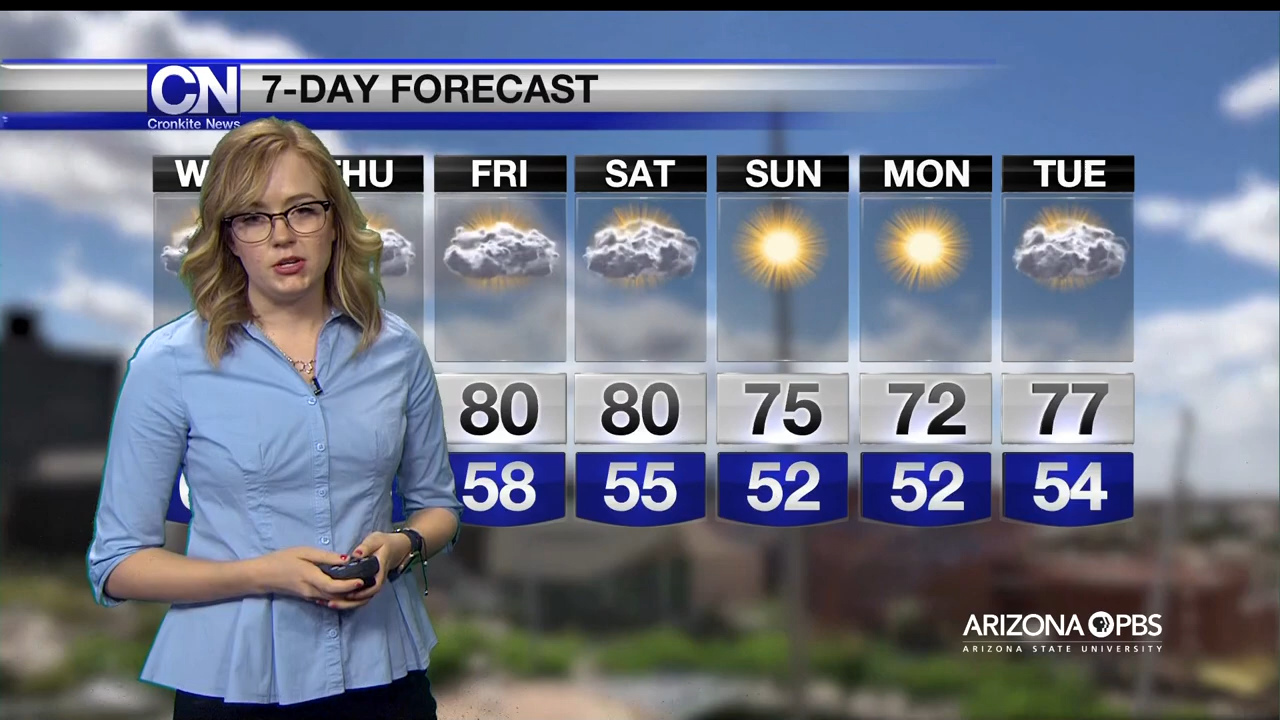 CN
Cronkite News
7-DAY FORECAST
FRI SAT SUN MON TUE
80 80 75 72 77
58 55 52 52 54
ARIZONA PBS
ARIZONA STATE UNIVERSITY